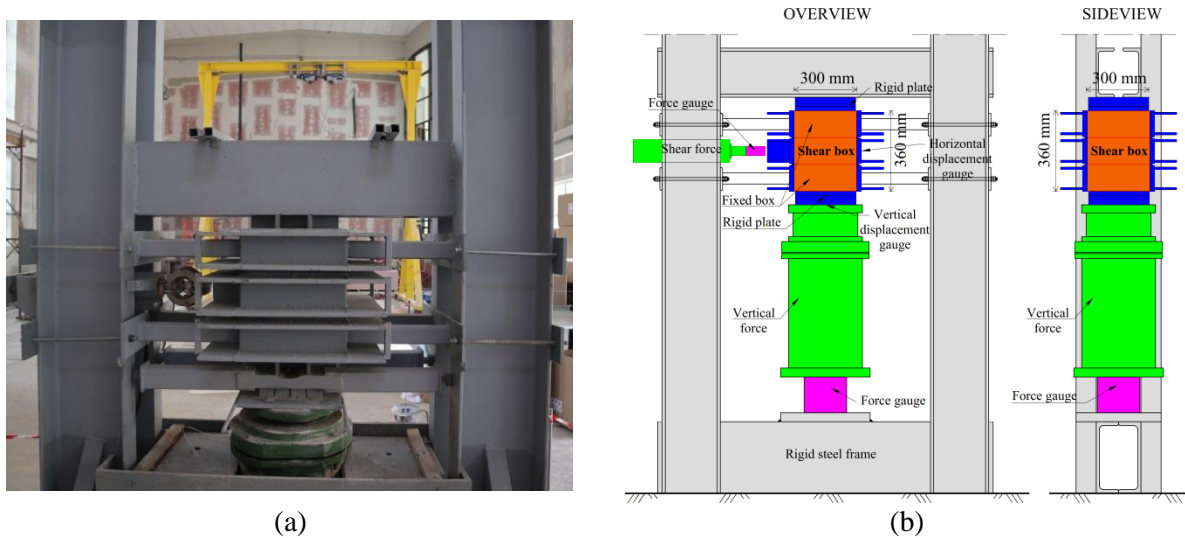 OVERVIEW
SIDEVIEW
300 mm
Rigid plate
Force gauge
Shear force
Shear box
360 mm
Horizontal
displacement
gauge
Fixed box
Rigid plate
Vertical
displacement
gauge
Vertical
force
Force gauge
Rigid steel frame
300 mm
360 mm
Shear box
Vertical
force
Force gauge
(a)
(b)